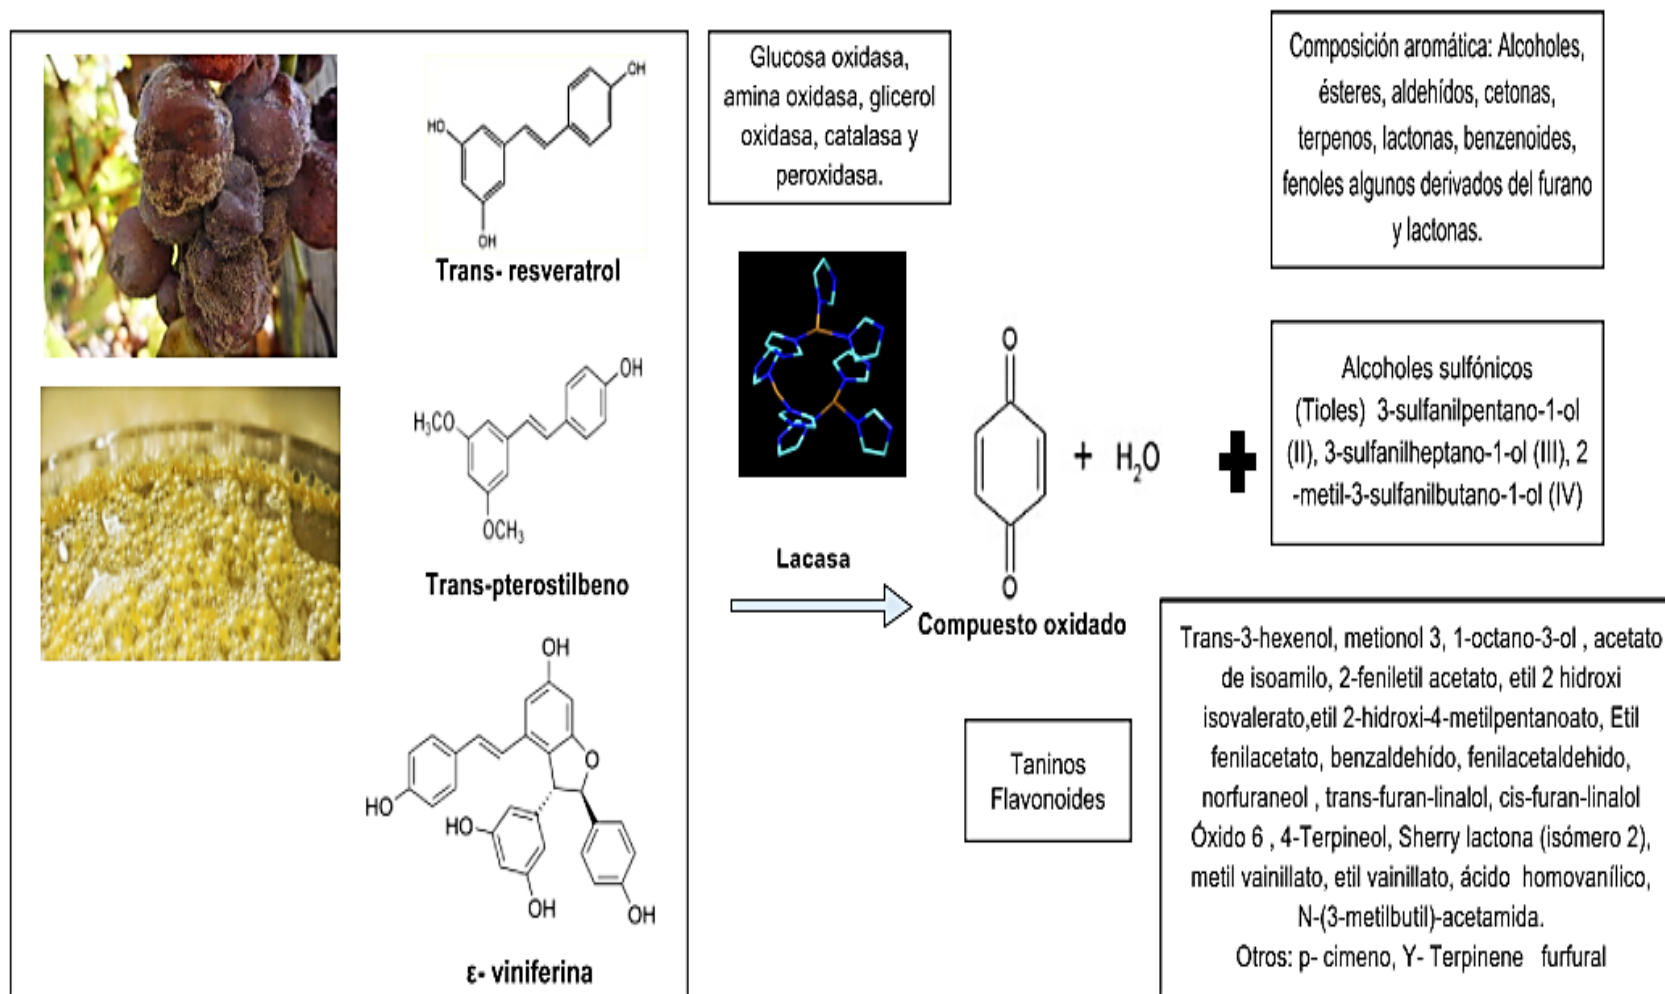 OH
HO
OH
Trans- resveratrol
OH
H₃CO
OCH₃
Trans-pterostilbeno
OH
HO
O
HO
OH
OH
ε- viniferina
Glucosa oxidasa,
amina oxidasa, glicerol
oxidasa, catalasa y
peroxidasa.
Lacasa
O
O
+ H₂O
Compuesto oxidado
Taninos
Flavonoides
Composición aromática: Alcoholes,
ésteres, aldehídos, cetonas,
terpenos, lactonas, benzenoides,
fenoles algunos derivados del furano
y lactonas.
+
Alcoholes sulfónicos
(Tioles) 3-sulfanilpentano-1-ol
(II), 3-sulfanilheptano-1-ol (III), 2
-metil-3-sulfanilbutano-1-ol (IV)
Trans-3-hexenol, metionol 3, 1-octano-3-ol , acetato
de isoamilo, 2-feniletil acetato, etil 2 hidroxi
isovalerato,etil 2-hidroxi-4-metilpentanoato, Etil
fenilacetato, benzaldehído, fenilacetaldehido,
norfuraneol , trans-furan-linalol, cis-furan-linalol
Óxido 6 , 4-Terpineol, Sherry lactona (isómero 2),
metil vainillato, etil vainillato, ácido homovanílico,
N-(3-metilbutil)-acetamida.
Otros: p- cimeno, Y- Terpinene furfural